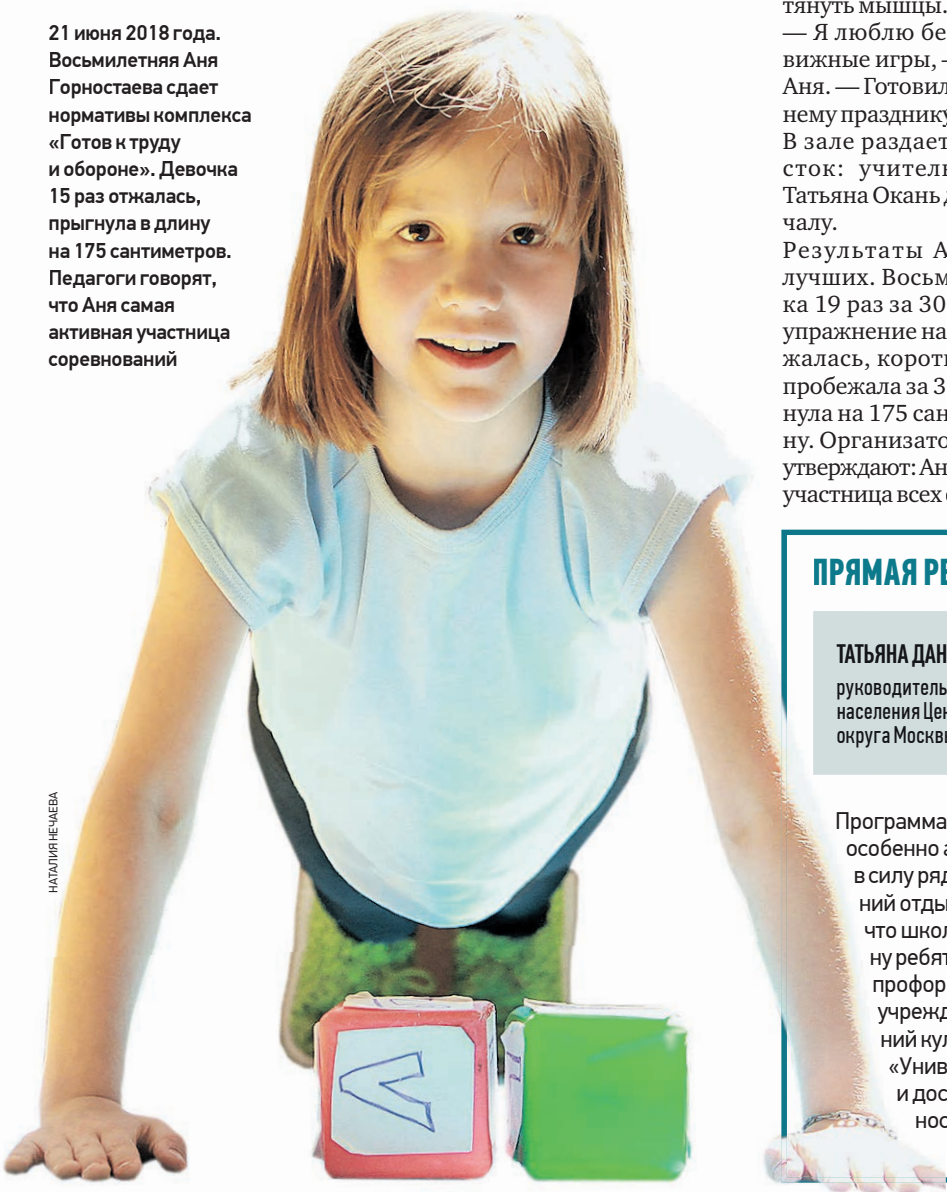 21 июня 2018 года.
Восьмилетняя Аня
Горностаева сдает
нормативы комплекса
«Готов к труду
и обороне». Девочка
15 раз отжалась,
прыгнула в длину
на 175 сантиметров.
Педагоги говорят,
что Аня самая
активная участница
соревнований
НАТАЛИЯ НЕЧАЕВА
V
тянуть мышцы.
— Я люблю бе
вижные игры, –
Аня. — Готовил
нему празднику
В зале раздает
сток: учитель
Татьяна Окань д
чалу.
Результаты А
лучших. Восьм
ка 19 раз за 30
упражнение на
жалась, корот
пробежала за 3
нула на 175 сан
ну. Организато
утверждают: Ан
участница всех с
ПРЯМАЯ РЕ
ТАТЬЯНА ДАН
руководитель
населения Цен
округа Москвы
Программа
особенно а
в силу ряд
ний отды
что школ
ну ребят
профор
учрежд
ний кул
«Унив
и дос
нос